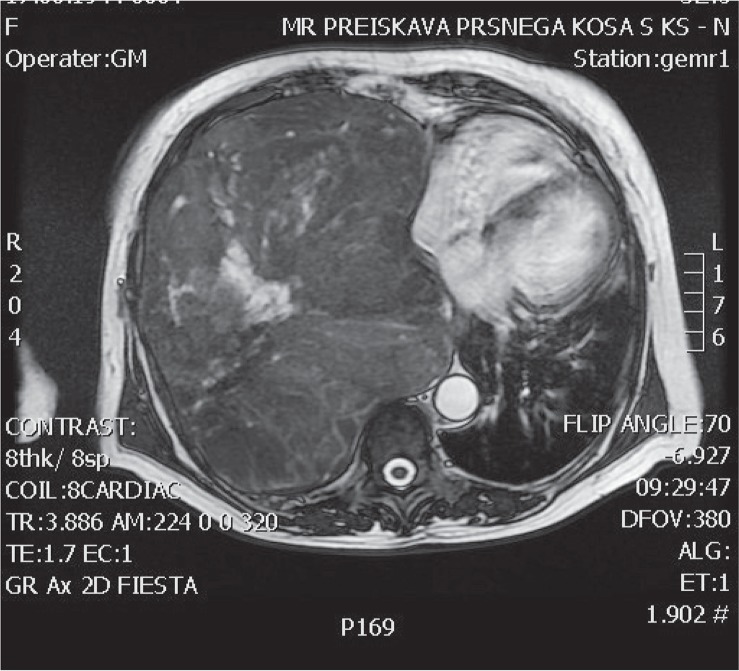 F
MR PREISKAVA PRSNEGA KOSA S KS - N
Operater:GM
Station:gemr1
R
2
0
4
L
1
7
6
CONTRAST:
8thk/ 8sp
COIL:8CARDIAC
TR:3.886 AM:224 0 0 320
TE:1.7 EC:1
GR Ax 2D FIESTA
FLIP ANGLE:70
-6.927
09:29:47
DFOV:380
ALG:
ET:1
1.902 #
P169